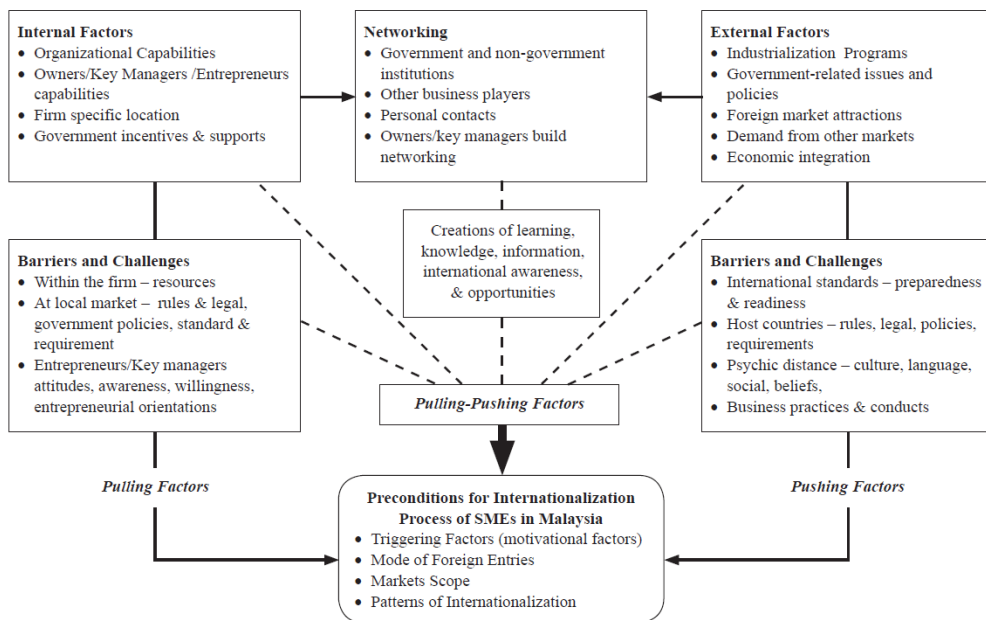 Internal Factors
• Organizational Capabilities
• Owners/Key Managers /Entrepreneurs
capabilities
• Firm specific location
• Government incentives & supports
Networking
• Government and non-government
institutions
• Other business players
• Personal contacts
• Owners/key managers build
networking
External Factors
• Industrialization Programs
• Government-related issues and
policies
• Foreign market attractions
• Demand from other markets
• Economic integration
Barriers and Challenges
• Within the firm – resources
• At local market – rules & legal,
government policies, standard &
requirement
• Entrepreneurs/Key managers
attitudes, awareness, willingness,
entrepreneurial orientations
Creations of learning,
knowledge, information,
international awareness,
& opportunities
Barriers and Challenges
• International standards – preparedness
& readiness
• Host countries – rules, legal, policies,
requirements
• Psychic distance – culture, language,
social, beliefs,
• Business practices & conducts
Pulling-Pushing Factors
Pulling Factors
Pushing Factors
Preconditions for Internationalization
Process of SMEs in Malaysia
• Triggering Factors (motivational factors)
• Mode of Foreign Entries
• Markets Scope
• Patterns of Internationalization